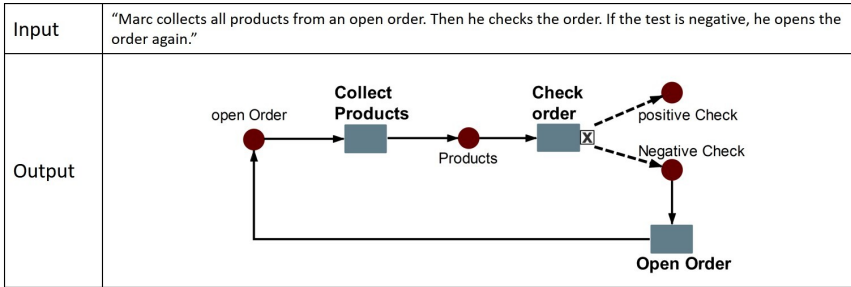 Input
“Marc collects all products from an open order. Then he checks the order. If the test is negative, he opens the
order again.”
Output
open Order
Collect
Products
Products
Check
order
X
positive Check
Negative Check
Open Order